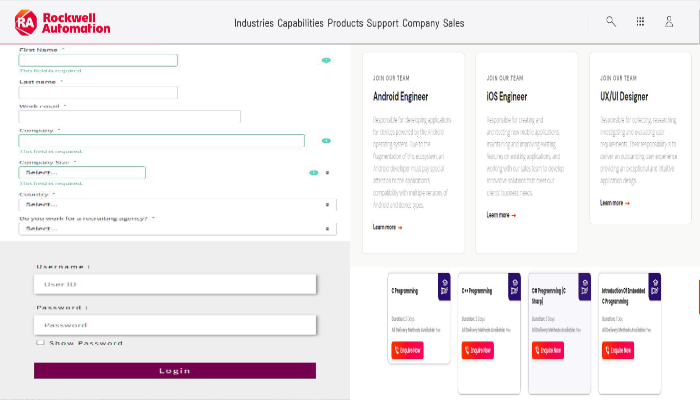 RA Rockwell Automation
Industries Capabilities Products Support Company Sales
First Name *
This field is required.
Last name *
Work email *
Company *
This field is required.
Company Size *
Select...
This field is required.
Country *
Select...
Do you work for a recruiting agency? *
Select...
Username :
User ID
Password :
Password
Show Password
Login
JOIN OUR TEAM
Android Engineer
Responsible for developing applications
for devices powered by the Android
operating system. Due to the
fragmentation of this ecosystem, an
Android developer must pay special
attention to the application's
compatibility with multiple versions of
Android and device types.
Learn more →
JOIN OUR TEAM
iOS Engineer
Responsible for creating and
and testing new mobile applications,
maintaining and improving existing
features on existing applications, and
working with our sales team to develop
innovative solutions that meet our
clients' business needs.
Learn more →
JOIN OUR TEAM
UX/UI Designer
Responsible for collecting, researching,
investigating and evaluating user
requirements. Their responsibility is to
deliver an outstanding user experience
providing an exceptional and intuitive
application design.
Learn more →
C Programming
Duration: 5 Days
All Delivery Methods Available: Yes
Enquire Now
C++ Programming
Duration: 5 Days
All Delivery Methods Available: Yes
Enquire Now
C# Programming (C
Sharp)
Duration: 5 Days
All Delivery Methods Available: Yes
Enquire Now
Introduction Of Embedded
C Programming
Duration: 2 Days
All Delivery Methods Available: Yes
Enquire Now